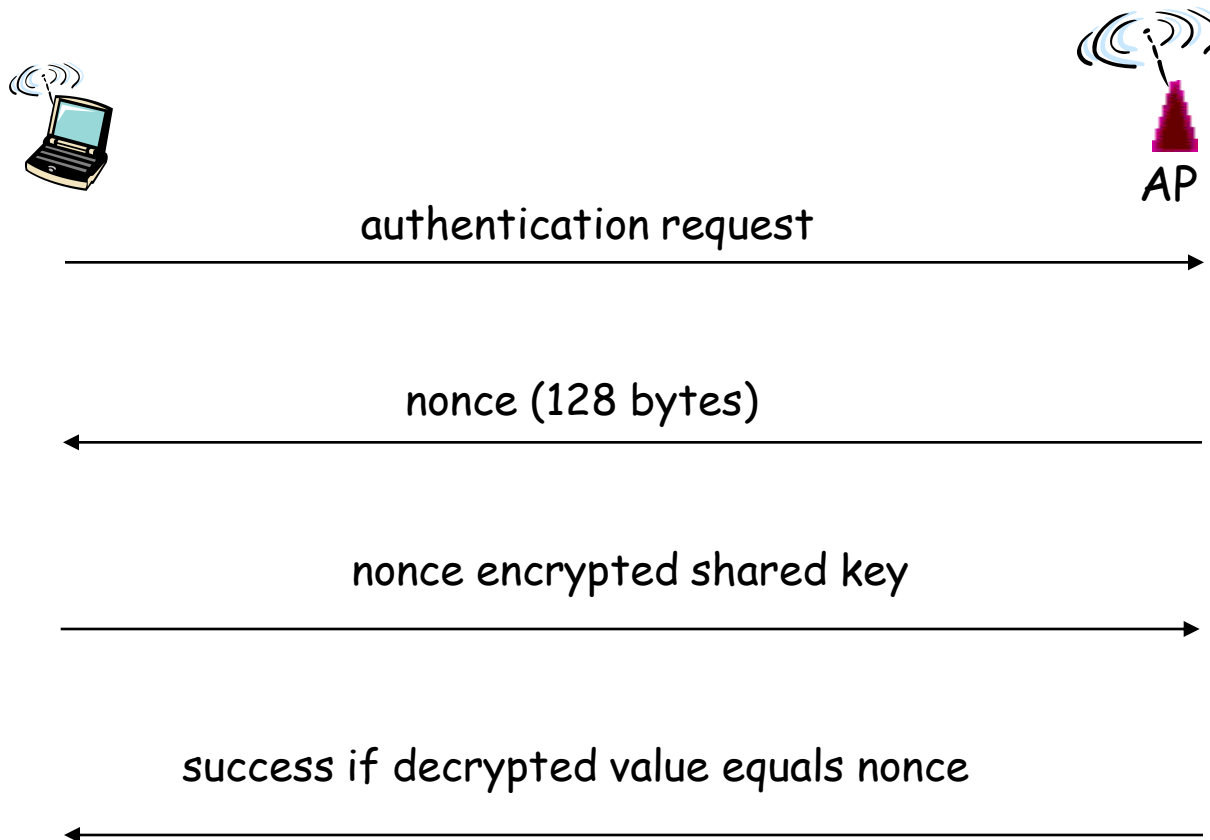 AP
authentication request
nonce (128 bytes)
nonce encrypted shared key
success if decrypted value equals nonce